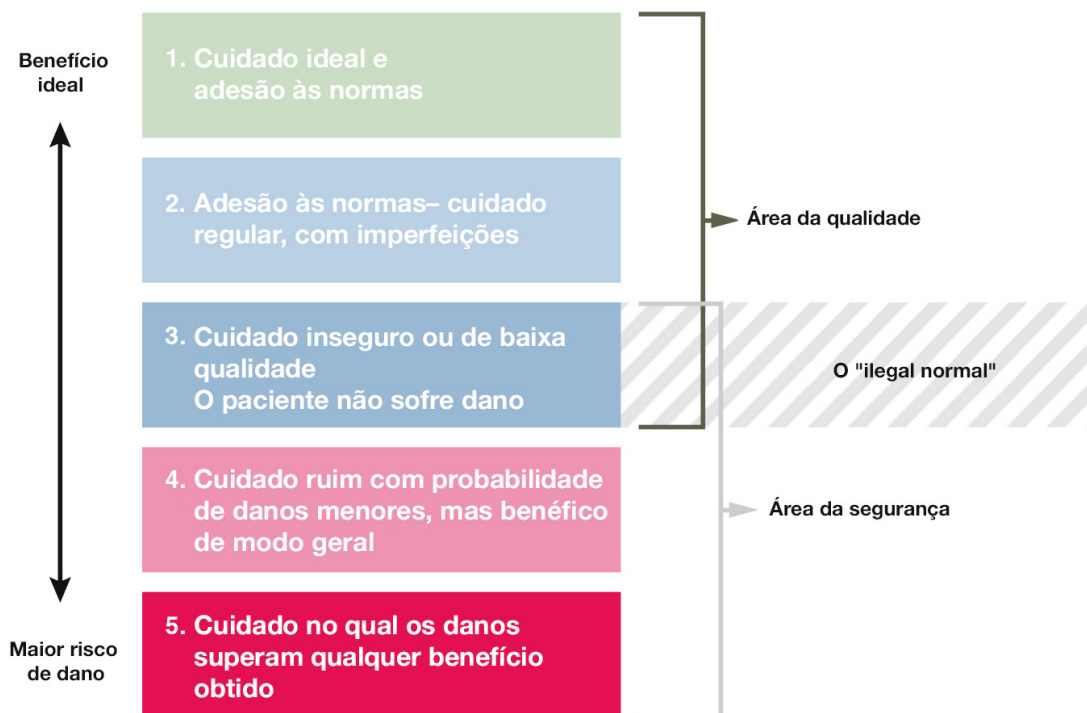 Benefício
ideal
1. Cuidado ideal e
adesão às normas
2. Adesão às normas– cuidado
regular, com imperfeições
Área da qualidade
3. Cuidado inseguro ou de baixa
qualidade
O paciente não sofre dano
O "ilegal normal"
4. Cuidado ruim com probabilidade
de danos menores, mas benéfico
de modo geral
Área da segurança
5. Cuidado no qual os danos
superam qualquer benefício
obtido
Maior risco
de dano